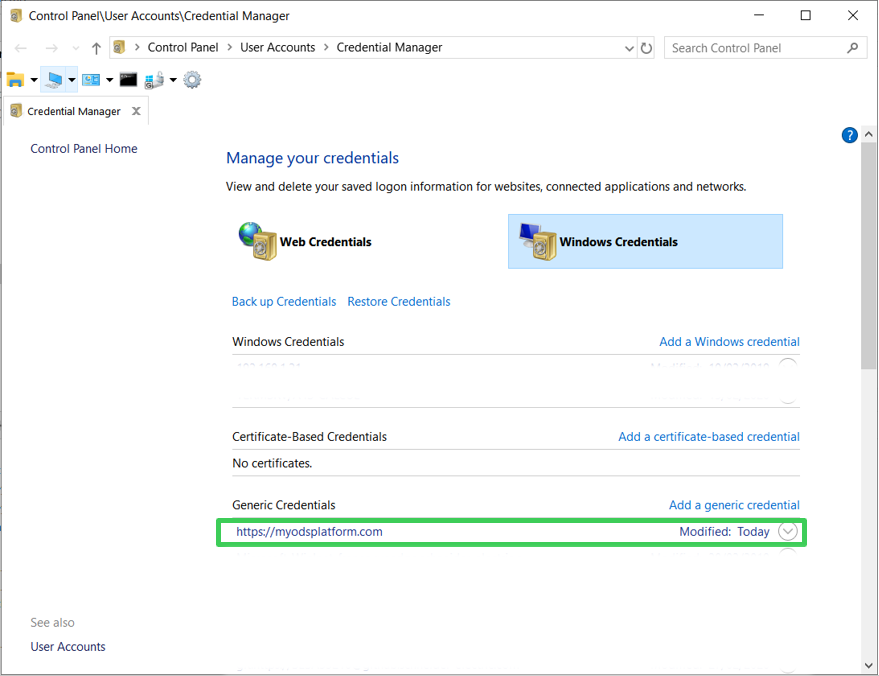 Control Panel\User Accounts\Credential Manager
Control Panel > User Accounts > Credential Manager
Search Control Panel
Credential Manager
Control Panel Home
Manage your credentials
View and delete your saved logon information for websites, connected applications and networks.
Web Credentials Windows Credentials
Back up Credentials Restore Credentials
Windows Credentials Add a Windows credential
Certificate-Based Credentials Add a certificate-based credential
No certificates.
Generic Credentials Add a generic credential
https://myodsplatform.com Modified: Today
See also
User Accounts